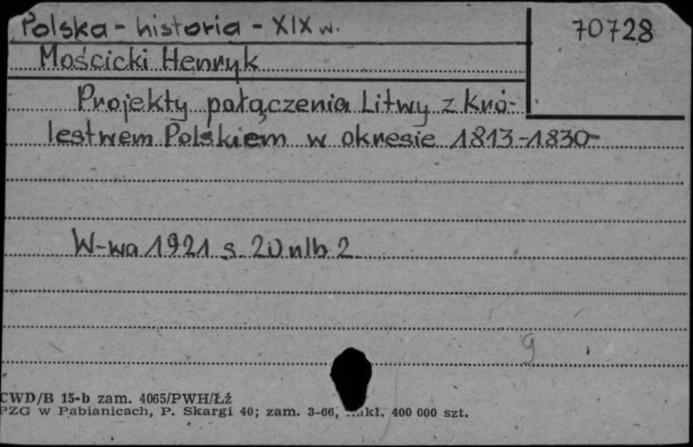 Polska - historia - XIX w.
70728
Mościcki Henryk
Projekty połączenia Litwy z Kró-
lestwem Polskiem w okresie 1813-1830-
W-wa 1921 s. 20 nlb 2
9
CWD/B 15-b zam. 4065/PWH/Łź
PZG w Pabianicach, P. Skargi 40; zam. 3-66, nakł. 400 000 szt.